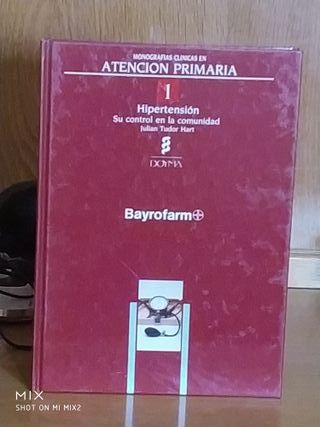 MONOGRAFIAS CLINICAS EN
ATENCION PRIMARIA
1
Hipertensión
Su control en la comunidad
Julian Tudor Hart
DOYMA
Bayrofarm
MIX
SHOT ON MI MIX2